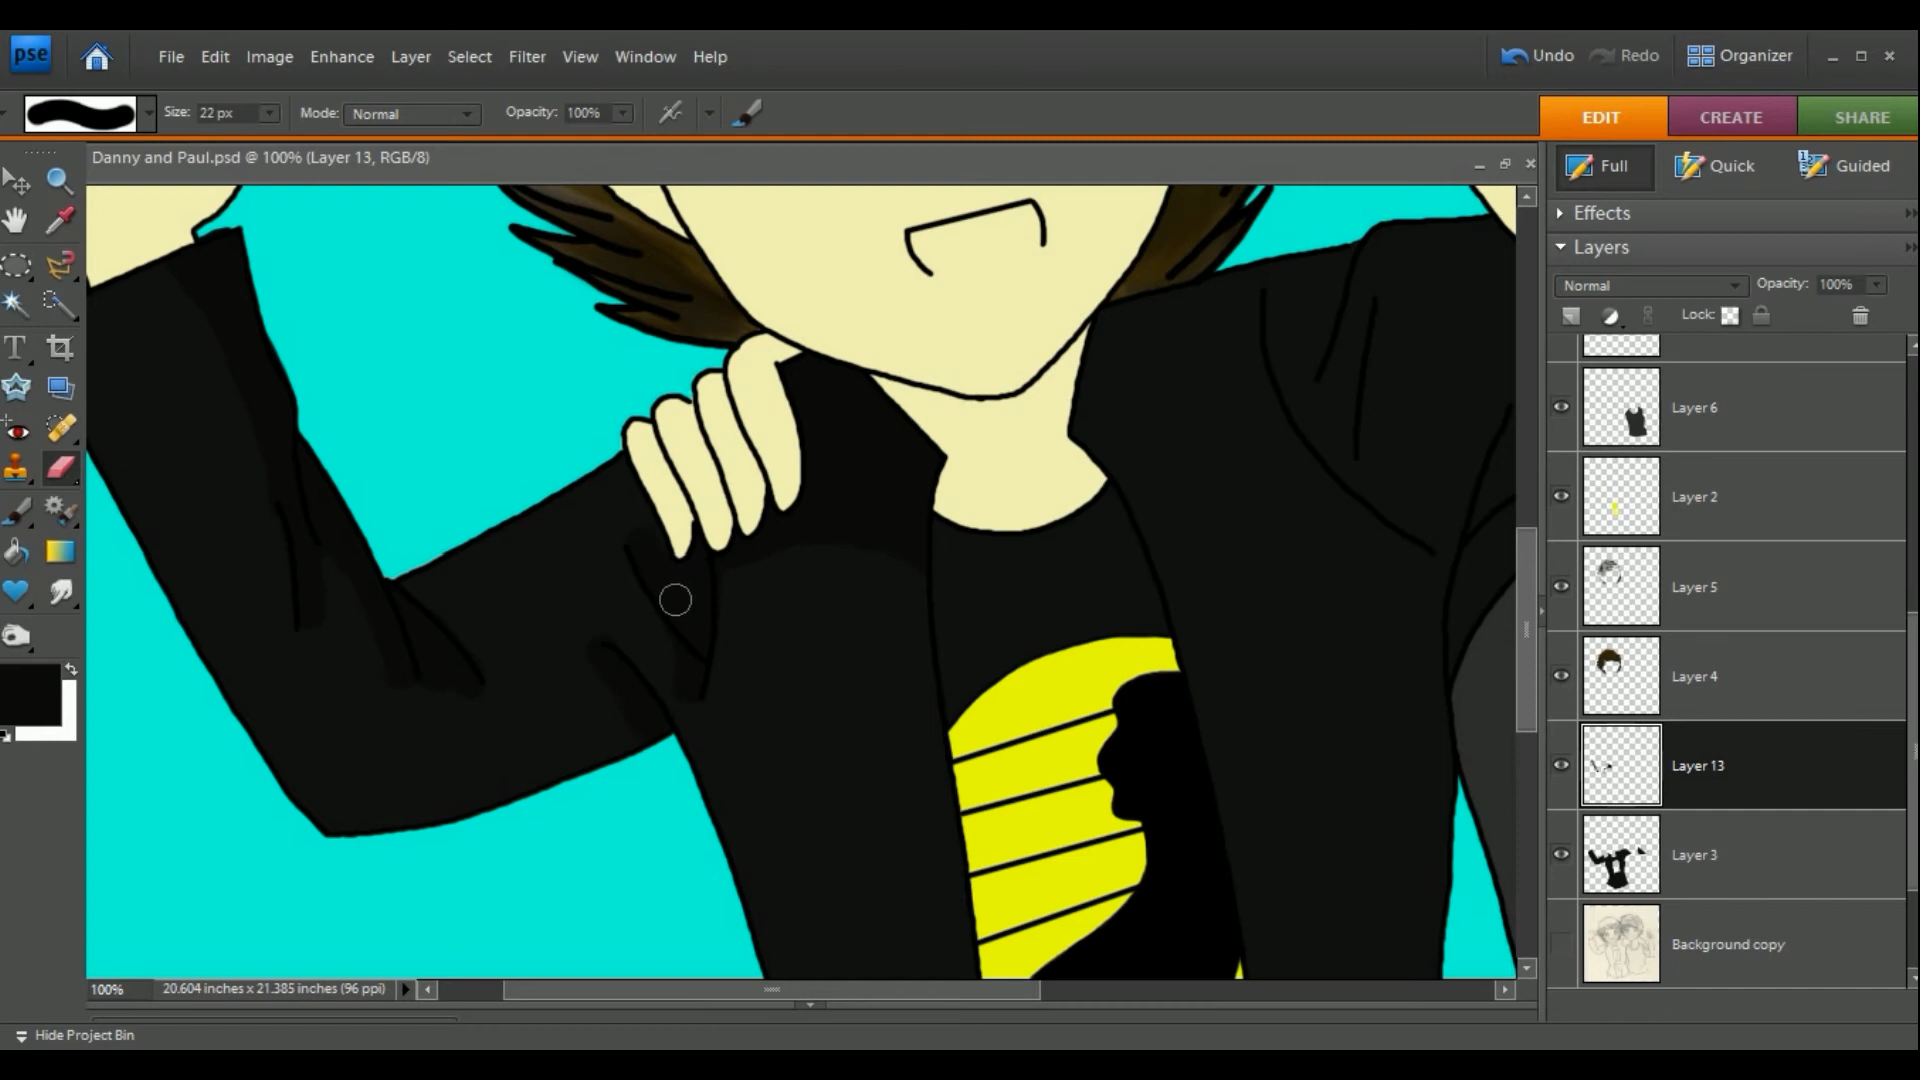 pse File Edit Image Enhance Layer Select Filter View Window Help Undo Redo Organizer
Size: 22 px Mode: Normal Opacity: 100% EDIT CREATE SHARE
Danny and Paul.psd @ 100% (Layer 13, RGB/8)
Full Quick Guided
Effects
Layers
Normal Opacity: 100%
Lock:
Layer 6
Layer 2
Layer 5
Layer 4
Layer 13
Layer 3
Background copy
100% 20.604 inches x 21.385 inches (96 ppi)
Hide Project Bin